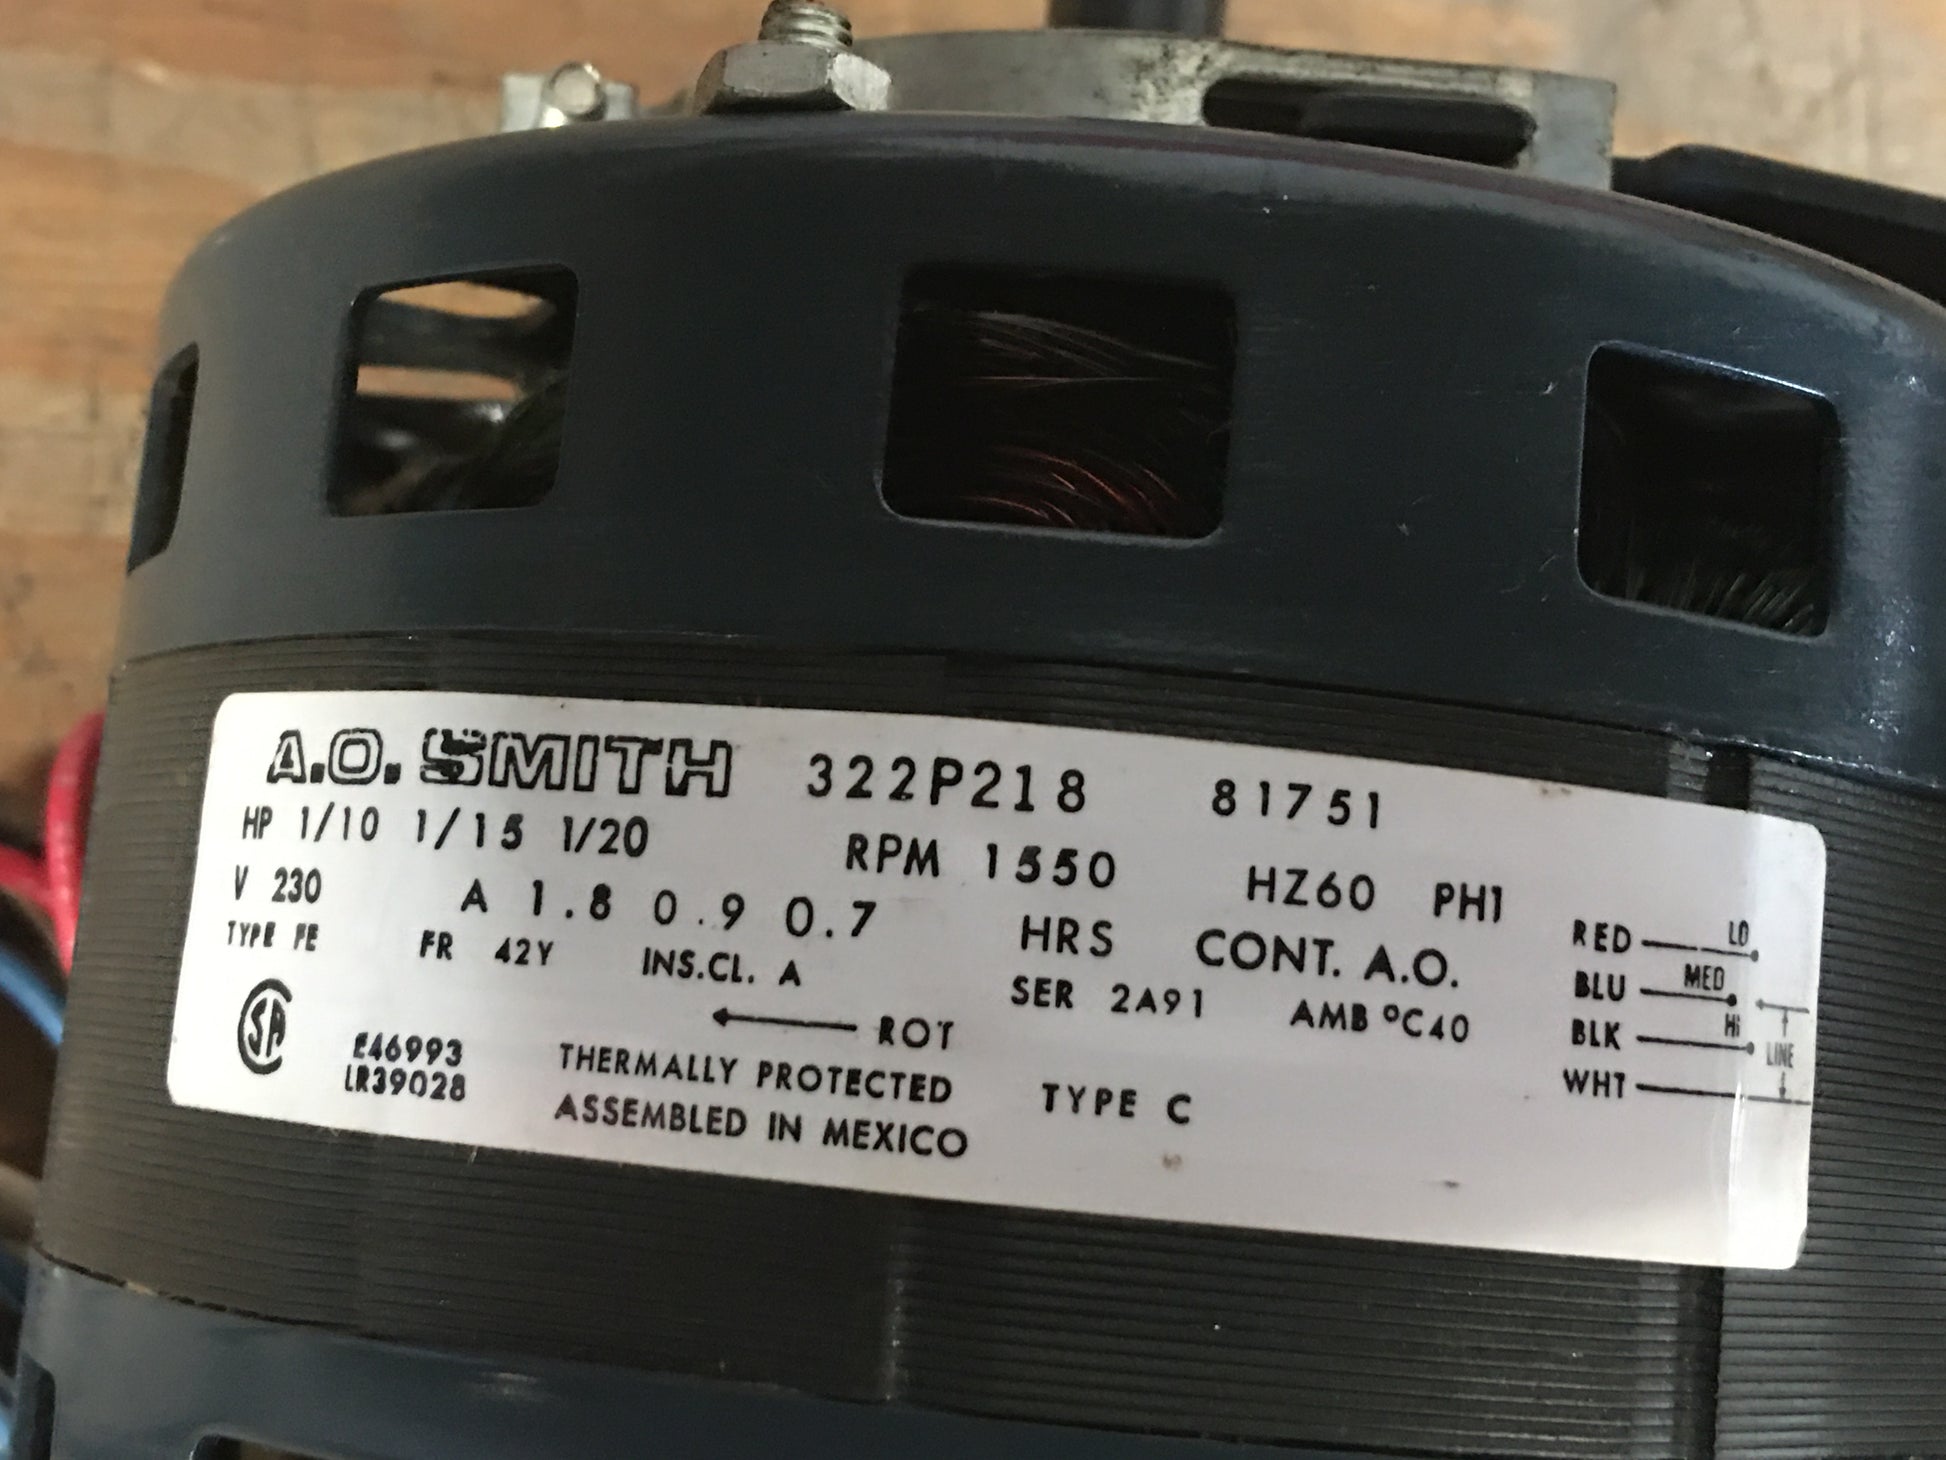 A.O. SMITH 322P218 81751
HP 1/10 1/15 1/20 RPM 1550 HZ60 PH1
V 230 A 1.8 0.9 0.7 HRS CONT. A.O.
TYPE FE FR 42Y INS.CL. A SER 2A91 AMB °C40
ROT
SA
E46993
LR39028
THERMALLY PROTECTED TYPE C
ASSEMBLED IN MEXICO
RED LO
BLU MED
BLK Hi
LINE
WHT